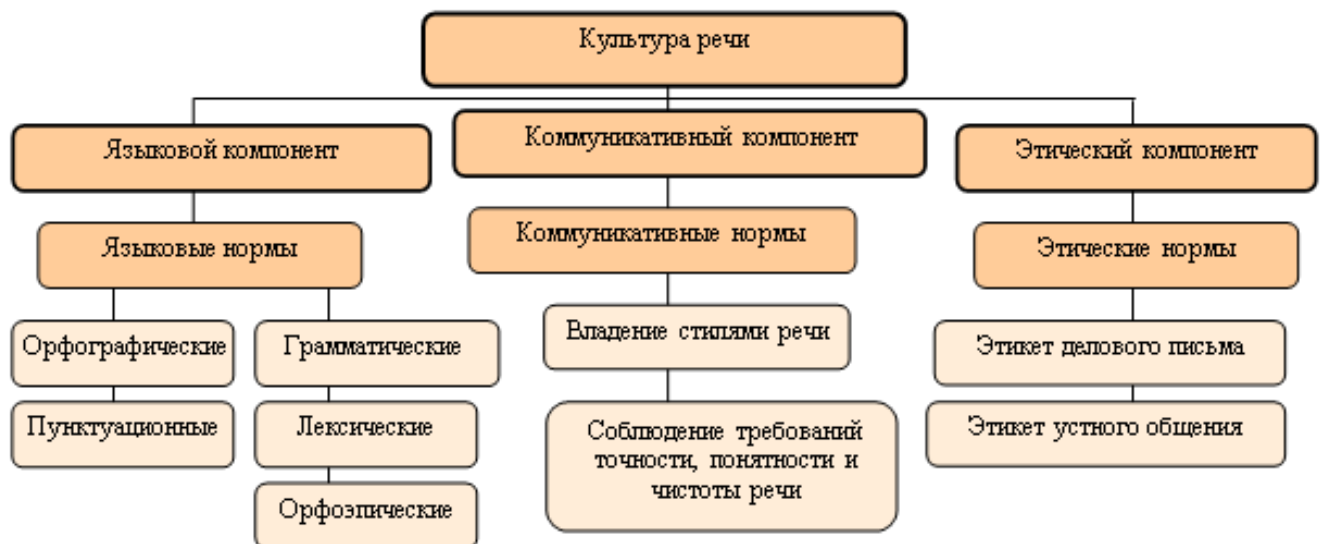 Культура речи
Языковой компонент
Коммуникативный компонент
Этический компонент
Языковые нормы
Коммуникативные нормы
Этические нормы
Орфографические
Грамматические
Владение стилями речи
Этикет делового письма
Пунктуационные
Лексические
Соблюдение требований
точности, понятности и
чистоты речи
Этикет устного общения
Орфоэпические